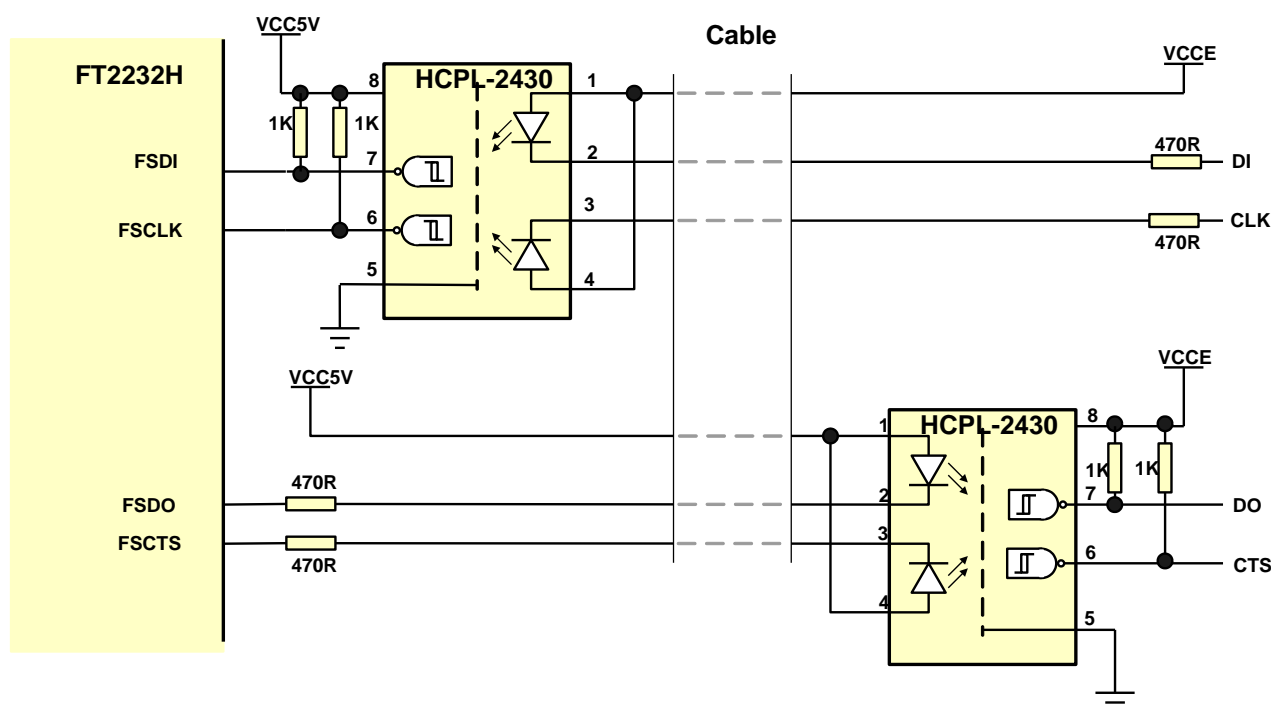 VCC5V
Cable
VCCE
FT2232H
8
HCPL-2430
1
1K
1K
FSDI
7
2
470R
DI
FSCLK
6
3
CLK
470R
5
4
VCC5V
VCCE
1
HCPL-2430
8
1K
1K
470R
FSDO
2
7
DO
FSCTS
3
470R
6
CTS
4
5